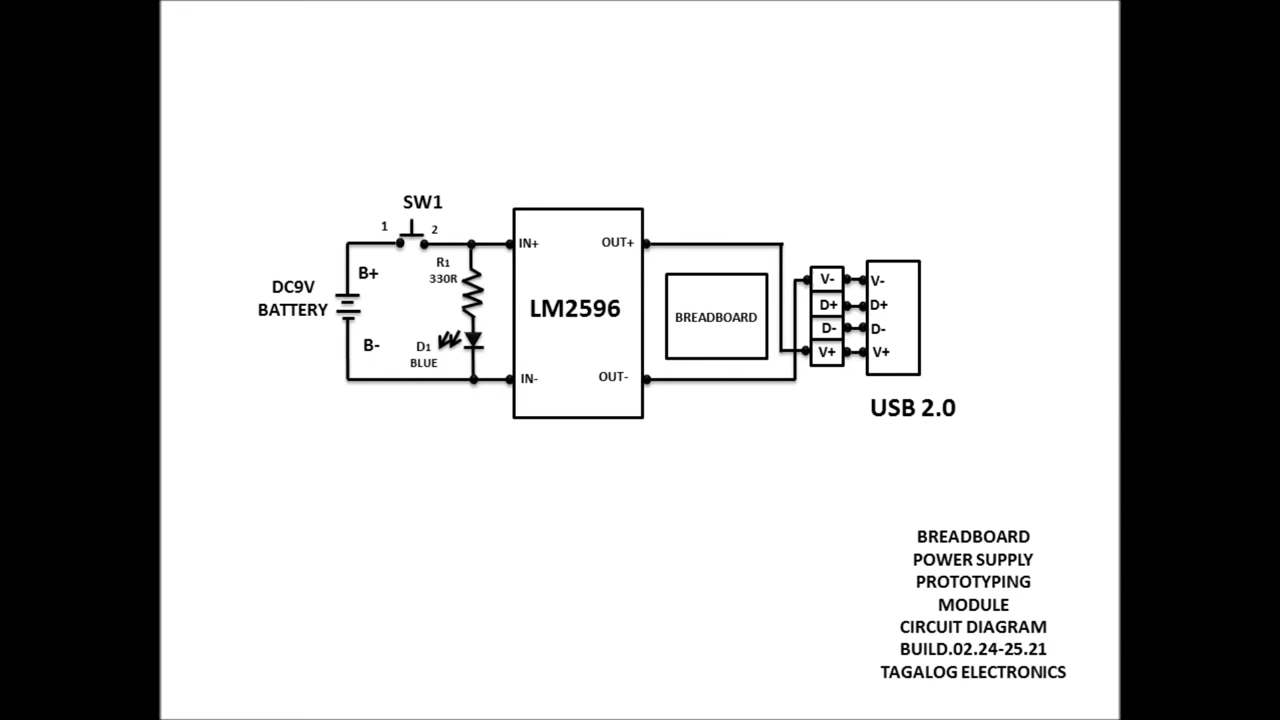 SW1
1
2
B+
DC9V
BATTERY
B-
R1
330R
D1
BLUE
IN+
OUT+
LM2596
IN-
OUT-
BREADBOARD
V-
D+
D-
V+
V-
D+
D-
V+
USB 2.0
BREADBOARD
POWER SUPPLY
PROTOTYPING
MODULE
CIRCUIT DIAGRAM
BUILD.02.24-25.21
TAGALOG ELECTRONICS